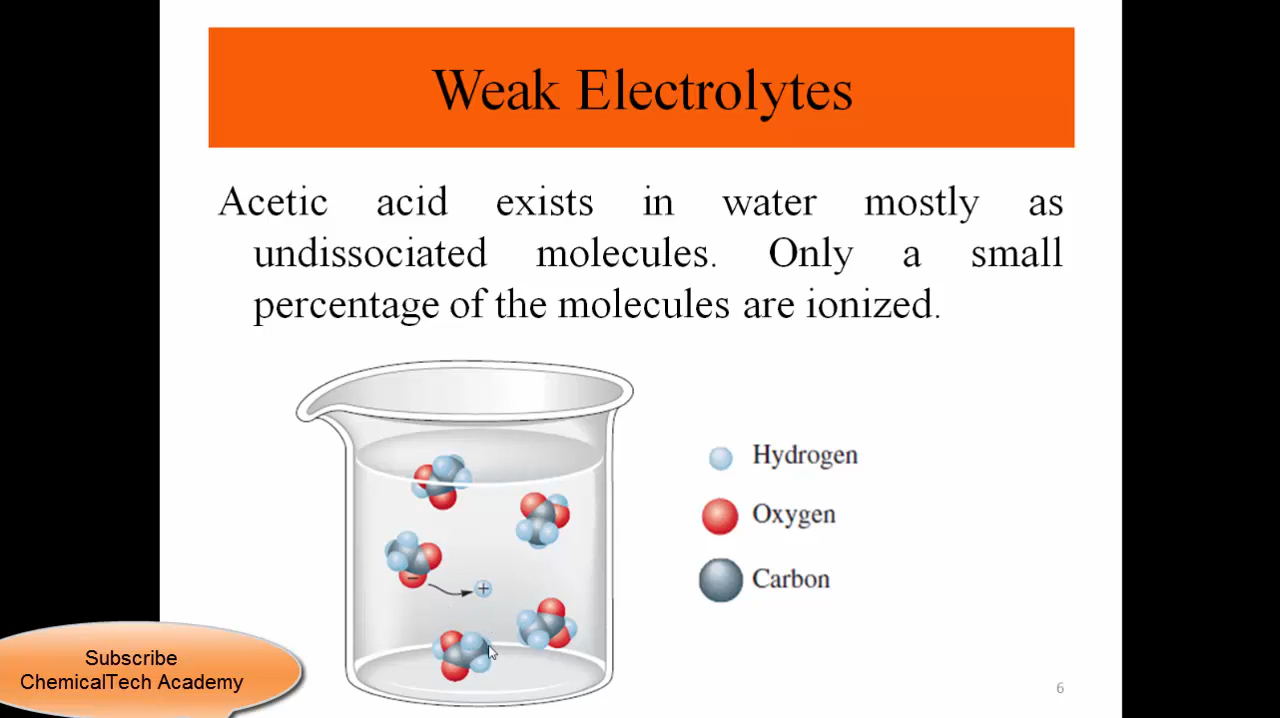 Weak Electrolytes
Acetic acid exists in water mostly as
undissociated molecules. Only a small
percentage of the molecules are ionized.
Hydrogen
Oxygen
Carbon
−
+
Subscribe
ChemicalTech Academy
6